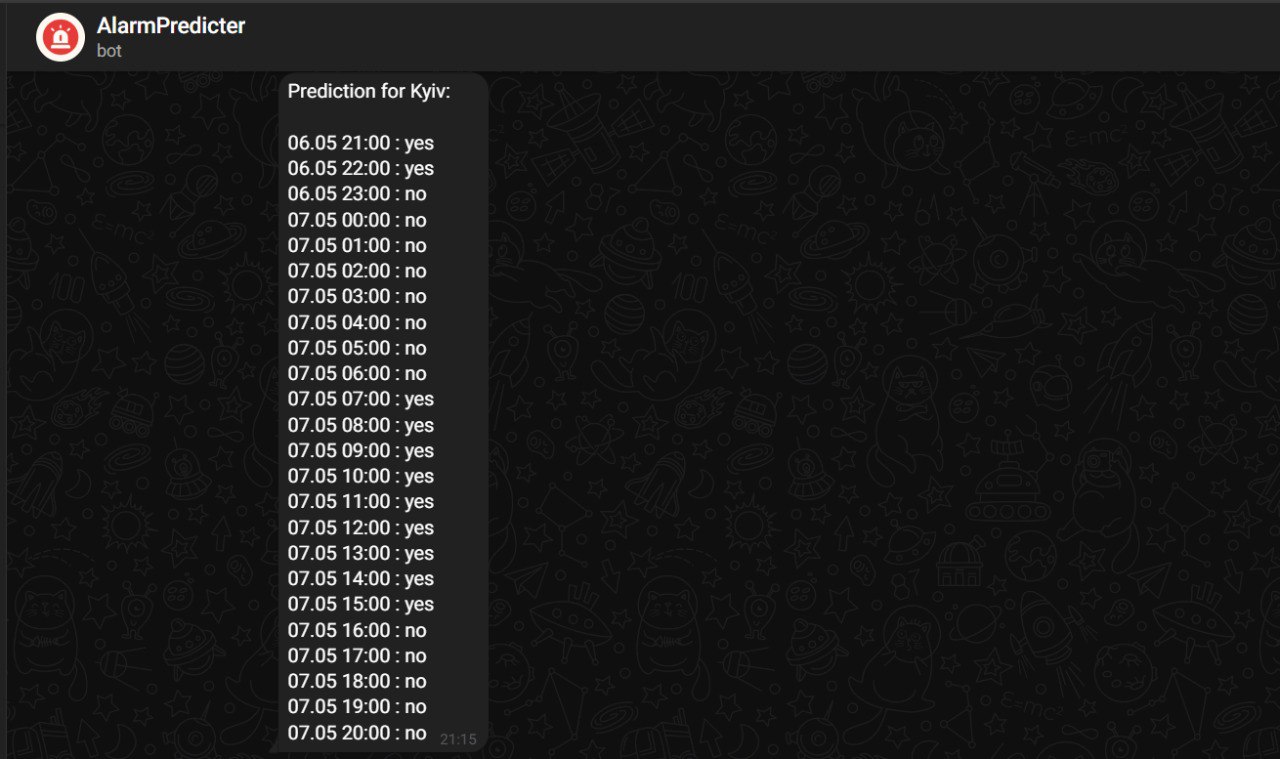 AlarmPredicter
bot
Prediction for Kyiv:
06.05 21:00 : yes
06.05 22:00 : yes
06.05 23:00 : no
07.05 00:00 : no
07.05 01:00 : no
07.05 02:00 : no
07.05 03:00 : no
07.05 04:00 : no
07.05 05:00 : no
07.05 06:00 : no
07.05 07:00 : yes
07.05 08:00 : yes
07.05 09:00 : yes
07.05 10:00 : yes
07.05 11:00 : yes
07.05 12:00 : yes
07.05 13:00 : yes
07.05 14:00 : yes
07.05 15:00 : yes
07.05 16:00 : no
07.05 17:00 : no
07.05 18:00 : no
07.05 19:00 : no
07.05 20:00 : no
21:15